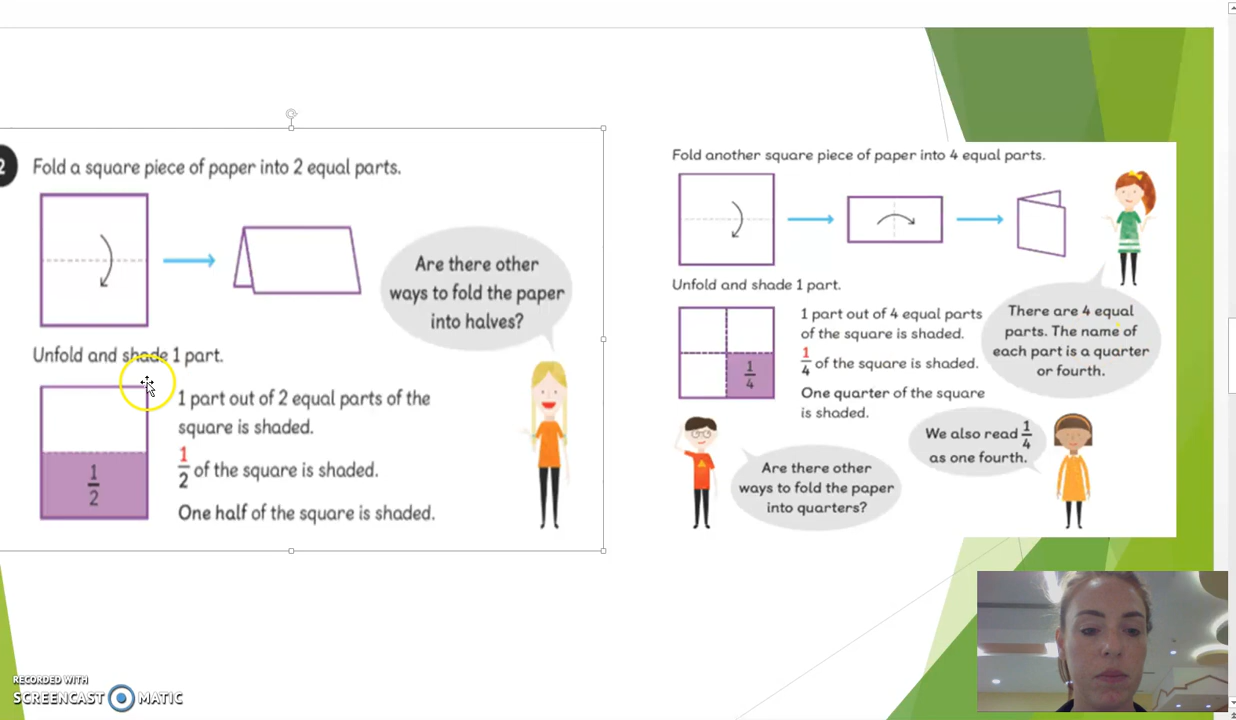 2
Fold a square piece of paper into 2 equal parts.
Are there other
ways to fold the paper
into halves?
Unfold and shade 1 part.
1 part out of 2 equal parts of the
square is shaded.
1/2 of the square is shaded.
One half of the square is shaded.
1/2
Fold another square piece of paper into 4 equal parts.
Unfold and shade 1 part.
1 part out of 4 equal parts
of the square is shaded.
1/4 of the square is shaded.
One quarter of the square
is shaded.
1/4
There are 4 equal
parts. The name of
each part is a quarter
or fourth.
We also read 1/4
as one fourth.
Are there other
ways to fold the paper
into quarters?
RECORDED WITH
SCREENCAST MATIC